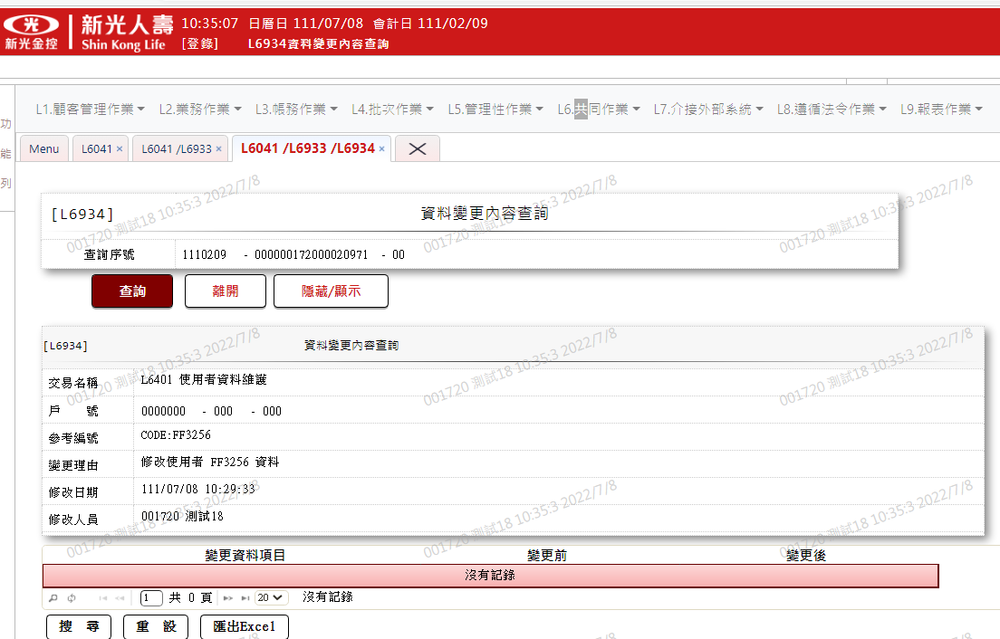 新光金控
新光人壽
Shin Kong Life
10:35:07 日曆日 111/07/08 會計日 111/02/09
[登錄] L6934資料變更內容查詢
功
能
列
L1.顧客管理作業 L2.業務作業 L3.帳務作業 L4.批次作業 L5.管理性作業 L6.共同作業 L7.介接外部系統 L8.遵循法令作業 L9.報表作業
Menu L6041 × L6041 /L6933 × L6041 /L6933 /L6934 ×
[L6934] 資料變更內容查詢
查詢序號 1110209 - 000000172000020971 - 00
查詢 離開 隱藏/顯示
[L6934] 資料變更內容查詢
交易名稱 L6401 使用者資料維護
戶 號 0000000 - 000 - 000
參考編號 CODE:FF3256
變更理由 修改使用者 FF3256 資料
修改日期 111/07/08 10:29:33
修改人員 001720 測試18
變更資料項目 變更前 變更後
沒有記錄
1 共 0 頁 20 沒有記錄
搜 尋 重 設 匯出Excel
001720 測試18 10:35:3 2022/7/8
001720 測試18 10:35:3 2022/7/8
001720 測試18 10:35:3 2022/7/8
001720 測試18 10:35:3 2022/7/8
001720 測試18 10:35:3 2022/7/8
001720 測試18 10:35:3 2022/7/8
001720 測試18 10:35:3 2022/7/8
001720 測試18 10:35:3 2022/7/8
001720 測試18 10:35:3 2022/7/8